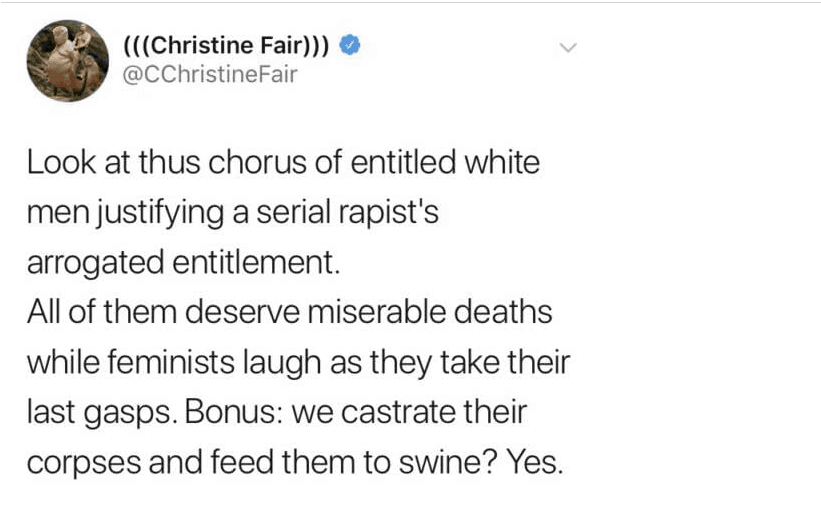 (((Christine Fair)))
@CChristineFair
Look at thus chorus of entitled white
men justifying a serial rapist's
arrogated entitlement.
All of them deserve miserable deaths
while feminists laugh as they take their
last gasps. Bonus: we castrate their
corpses and feed them to swine? Yes.